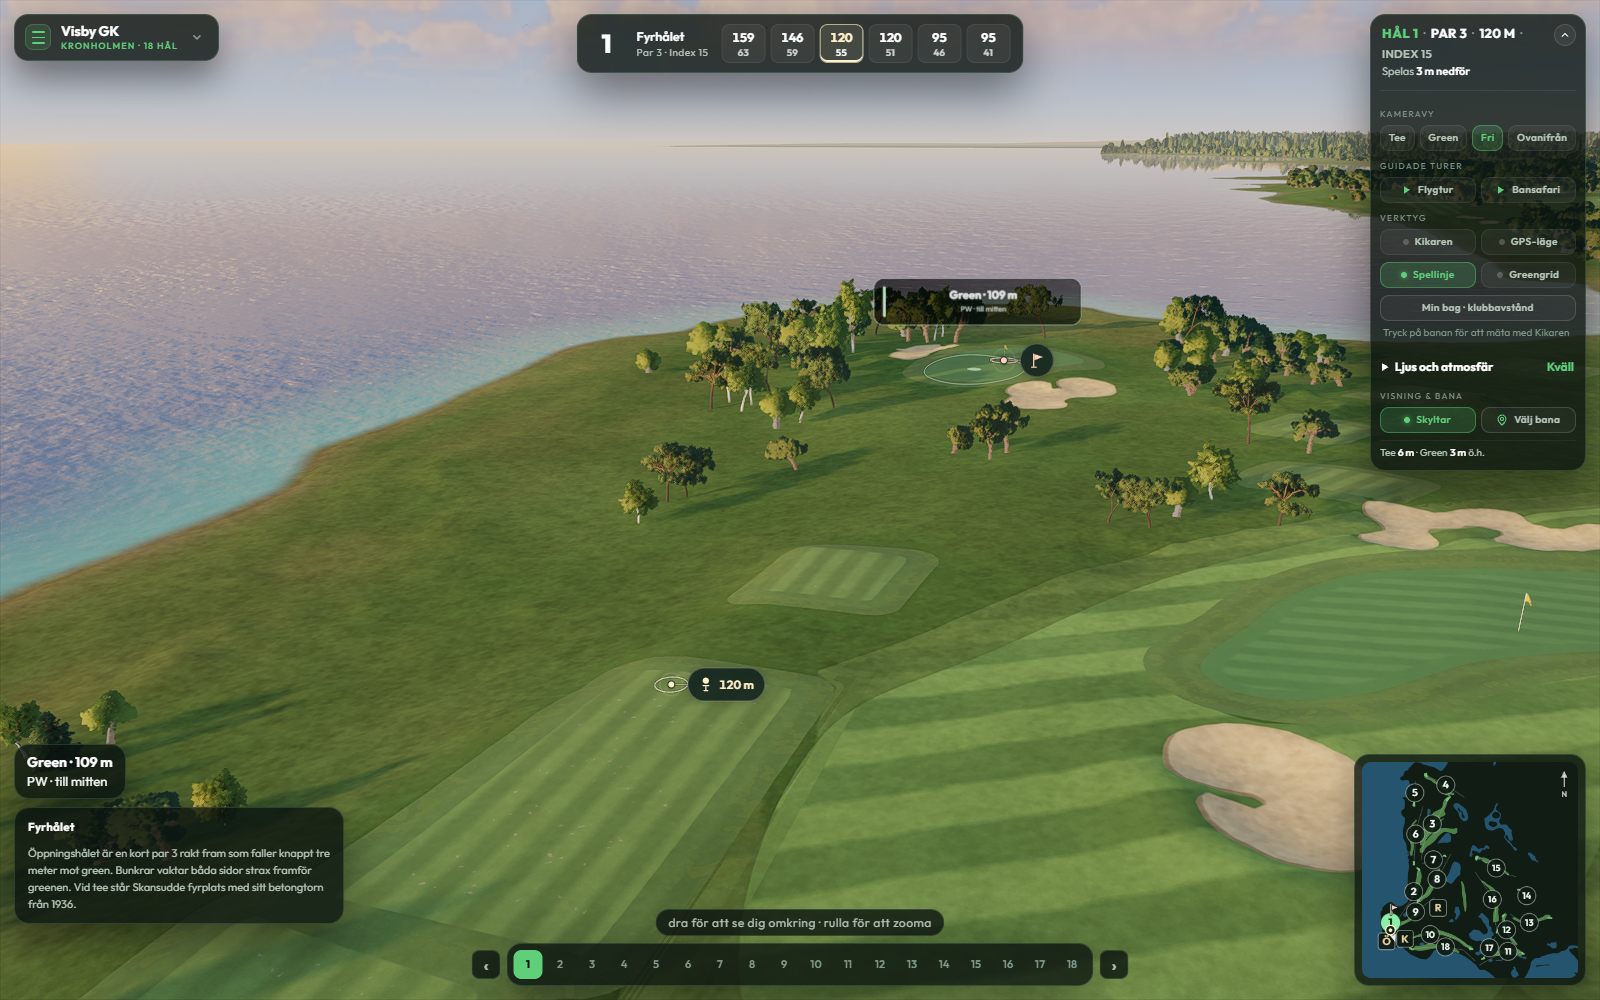 Visby GK
KRONHOLMEN · 18 HÅL
1
Fyrhålet
Par 3 · Index 15
159
63
146
59
120
55
120
51
95
46
95
41
HÅL 1 · PAR 3 · 120 M ·
INDEX 15
Spelas 3 m nedför
KAMERAVY
Tee
Green
Fri
Ovanifrån
GUIDADE TURER
Flygtur
Bansafari
VERKTYG
Kikaren
GPS-läge
Spellinje
Greengrid
Min bag · klubbavstånd
Tryck på banan för att mäta med Kikaren
Ljus och atmosfär
Kväll
VISNING & BANA
Skyltar
Välj bana
Tee 6 m · Green 3 m ö.h.
Green · 109 m
PW · till mitten
120 m
Green · 109 m
PW · till mitten
Fyrhålet
Öppningshålet är en kort par 3 rakt fram som faller knappt tre
meter mot green. Bunkrar vaktar båda sidor strax framför
greenen. Vid tee står Skansudde fyrplats med sitt betongtorn
från 1936.
dra för att se dig omkring · rulla för att zooma
‹
1
2
3
4
5
6
7
8
9
10
11
12
13
14
15
16
17
18
›
N
4
5
3
6
7
15
8
2
16
14
9
R
13
1
12
10
Ö
K
18
17
11